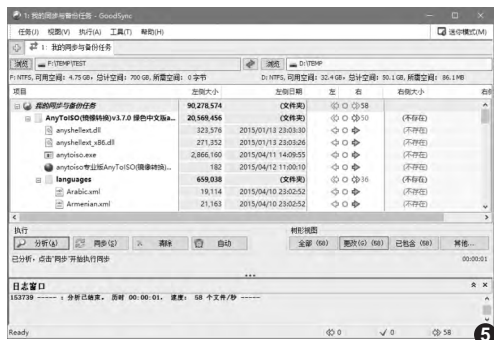 1: 我的同步与备份任务 - GoodSync
任务(J) 视图(V) 执行(A) 工具(T) 帮助(H) 迷你模式(M)
1: 我的同步与备份任务
浏览 F:\TEMP\TEST 浏览 D:\TEMP
F: NTFS, 可用空间: 4.75 GB, 总计空间: 700 GB, 所需空间: 0 字节 D: NTFS, 可用空间: 32.4 GB, 总计空间: 50.1 GB, 所需空间: 86.1 MB
项目 左侧大小 左侧日期 左 右 右侧大小 右侧
我的同步与备份任务 90,278,574 (文件夹) 58
AnyToISO(镜像转换)v3.7.0 绿色中文版a... 20,569,456 (文件夹) 50 (不存在)
anyshellext.dll 323,576 2015/01/13 23:03:30 (不存在)
anyshellext_x86.dll 271,352 2015/01/13 23:03:26 (不存在)
anytoiso.exe 2,866,160 2015/04/11 14:09:55 (不存在)
anytoiso专业版AnyToISO(镜像转换)... 182 2015/04/12 11:00:10 (不存在)
languages 659,038 (文件夹) 36 (不存在)
Arabic.xml 19,114 2015/04/10 23:02:52 (不存在)
Armenian.xml 21,163 2015/04/10 23:02:52 (不存在)
执行 树形视图
分析(A) 同步(S) 清除 自动 全部 (68) 更改(G) (68) 已包含 (58) 其他...
已分析,点击"同步"开始执行同步 00:00:01
日志窗口
153739 ----- : 分析已结束, 历时 00:00:01, 速度: 58 个文件/秒 -----
Ready 0 0 58
5